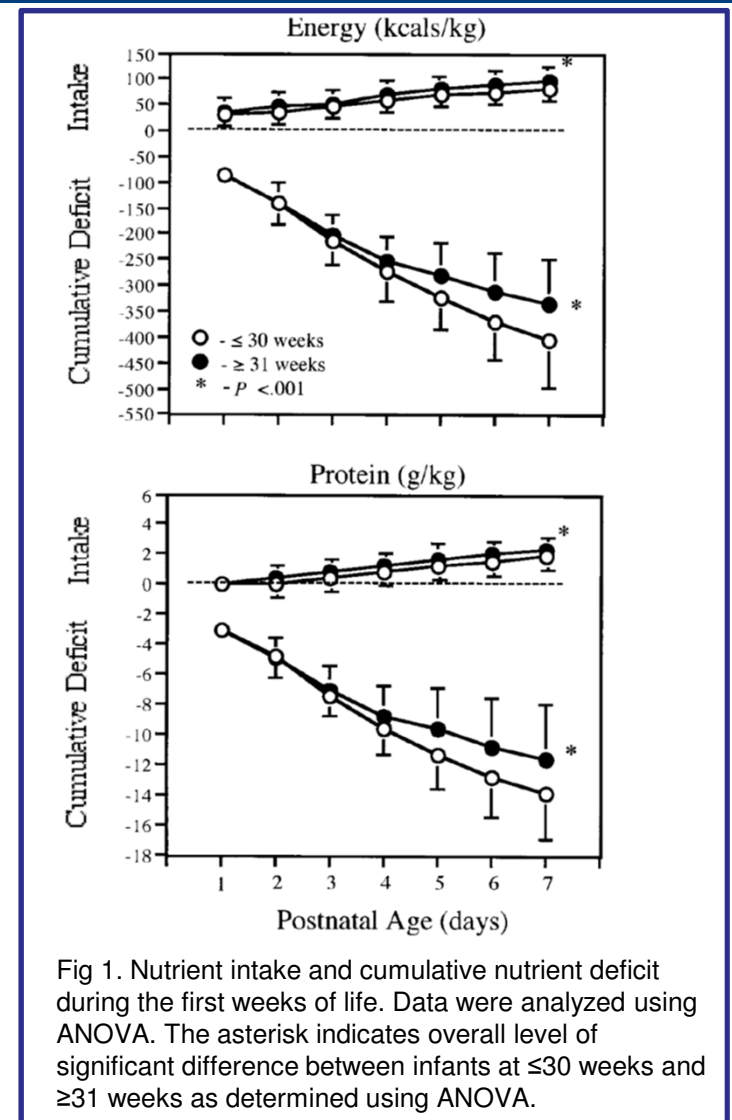 Energy (kcals/kg)
150
100
50
0
-50
-100
-150
-200
-250
-300
-350
-400
-450
-500
-550
Intake
Cumulative Deficit
*
*
- ≤ 30 weeks
- ≥ 31 weeks
* - P <.001
Protein (g/kg)
6
4
2
0
-2
-4
-6
-8
-10
-12
-14
-16
-18
Intake
Cumulative Deficit
*
*
1 2 3 4 5 6 7
Postnatal Age (days)
Fig 1. Nutrient intake and cumulative nutrient deficit
during the first weeks of life. Data were analyzed using
ANOVA. The asterisk indicates overall level of
significant difference between infants at ≤30 weeks and
≥31 weeks as determined using ANOVA.